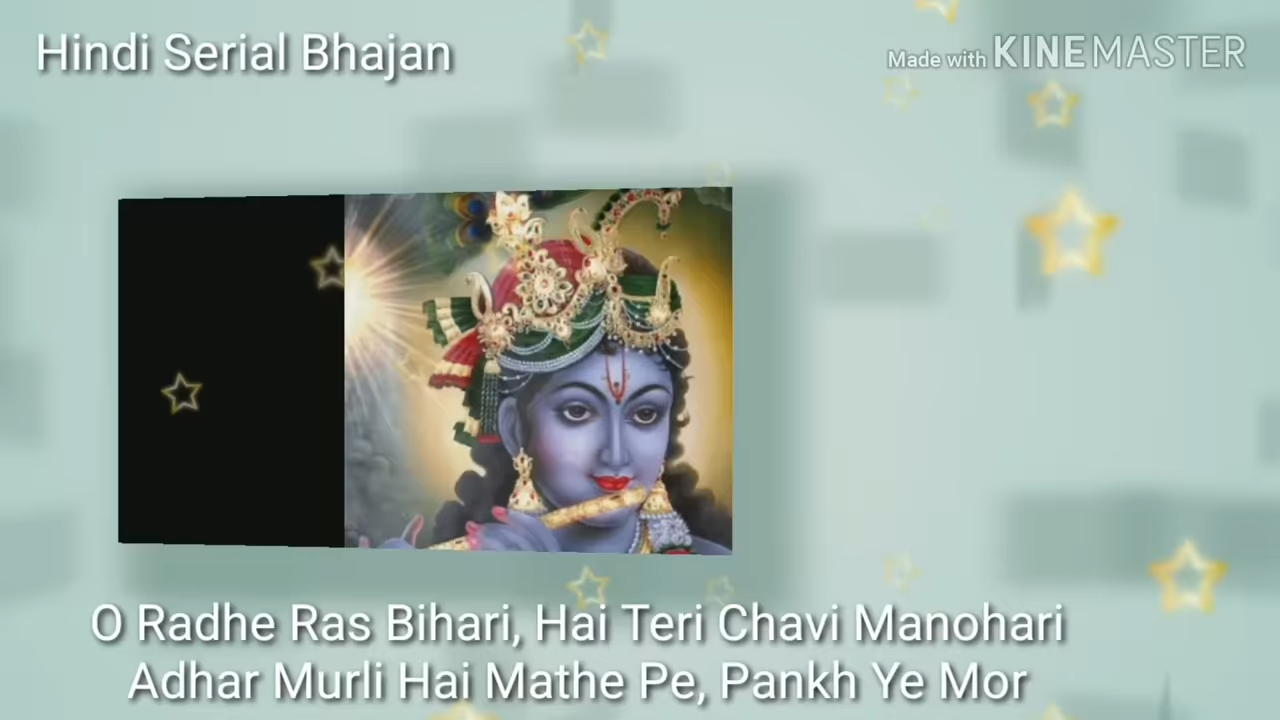 Hindi Serial Bhajan
Made with KINEMASTER
O Radhe Ras Bihari, Hai Teri Chavi Manohari
Adhar Murli Hai Mathe Pe, Pankh Ye Mor